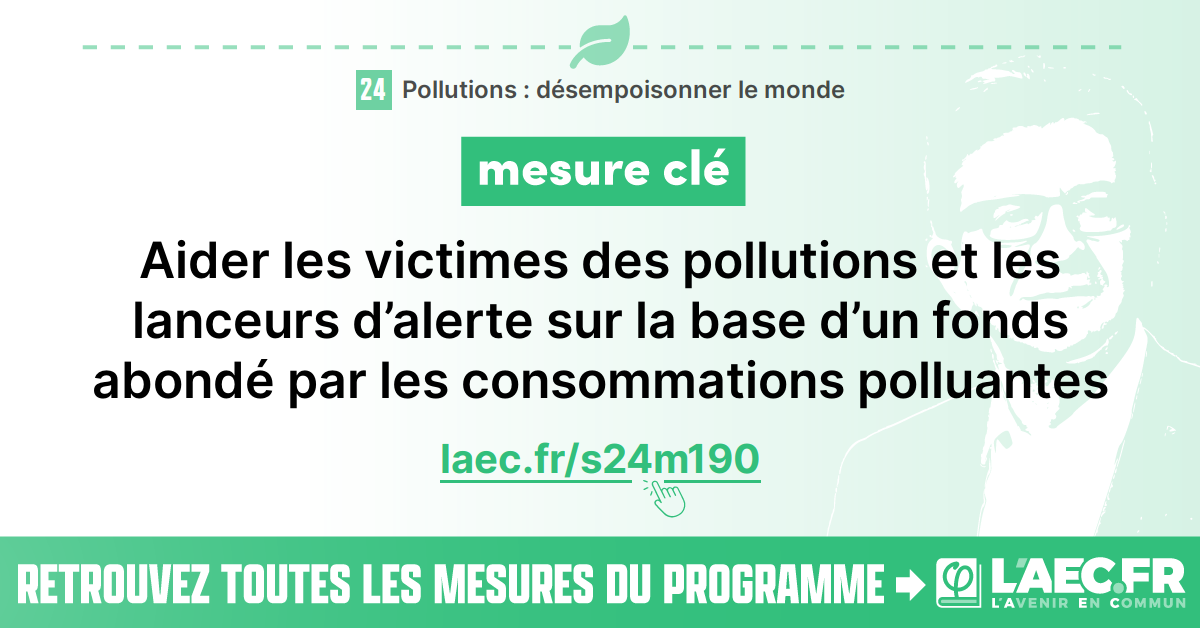 24 Pollutions : désempoisonner le monde
mesure clé
Aider les victimes des pollutions et les
lanceurs d’alerte sur la base d’un fonds
abondé par les consommations polluantes
laec.fr/s24m190
RETROUVEZ TOUTES LES MESURES DU PROGRAMME
φ L'AEC.FR
L'AVENIR EN COMMUN